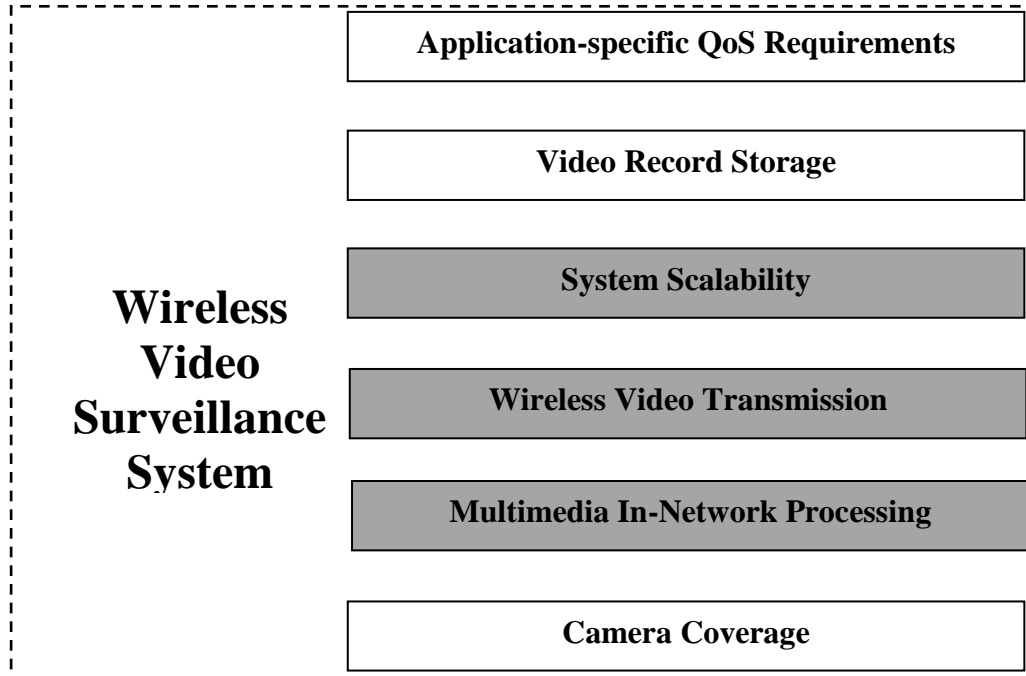 Application-specific QoS Requirements
Video Record Storage
System Scalability
Wireless
Video
Surveillance
System
Wireless Video Transmission
Multimedia In-Network Processing
Camera Coverage